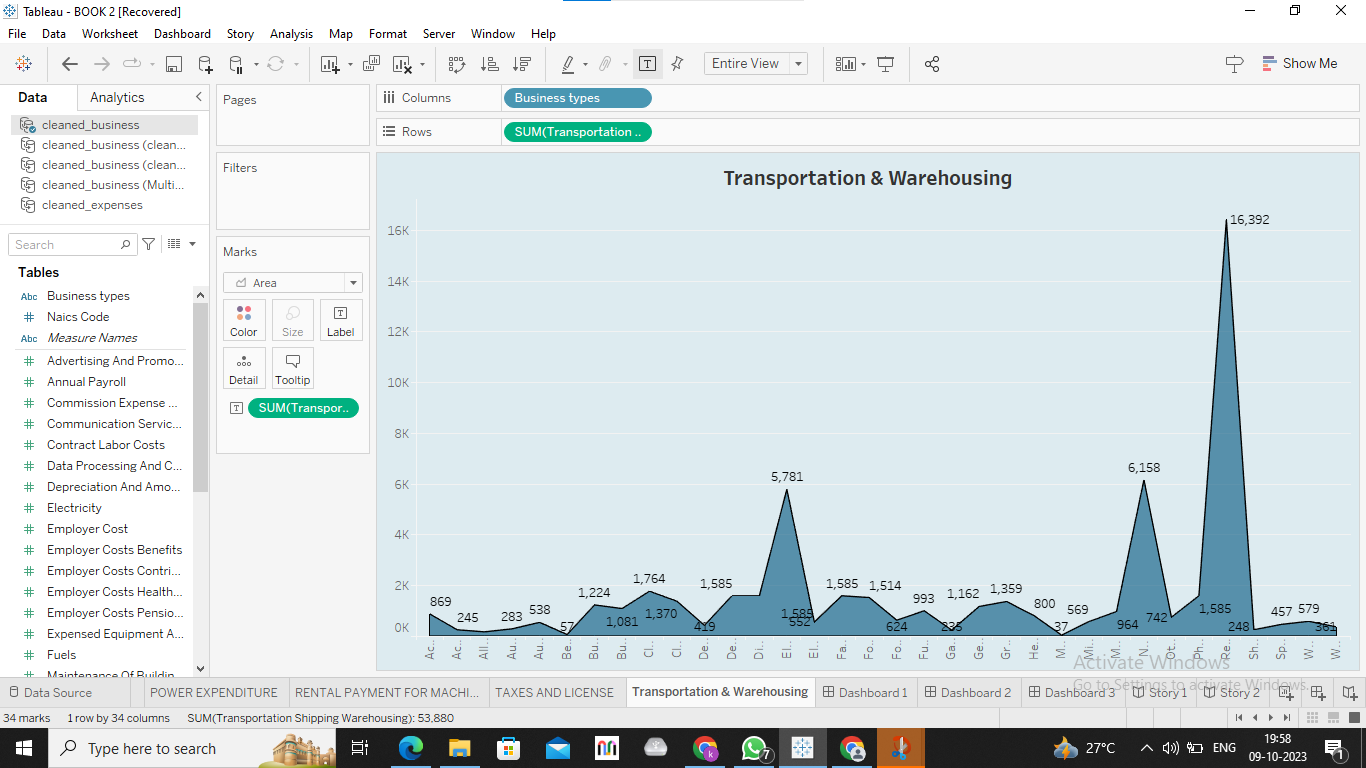 Tableau - BOOK 2 [Recovered]
File Data Worksheet Dashboard Story Analysis Map Format Server Window Help
Entire View
Show Me
Data Analytics
cleaned_business
cleaned_business (clean...
cleaned_business (clean...
cleaned_business (Multi...
cleaned_expenses
Search
Tables
Abc Business types
# Naics Code
Abc Measure Names
# Advertising And Promo...
# Annual Payroll
# Commission Expense ...
# Communication Servic...
# Contract Labor Costs
# Data Processing And C...
# Depreciation And Amo...
# Electricity
# Employer Cost
# Employer Costs Benefits
# Employer Costs Contri...
# Employer Costs Health...
# Employer Costs Pensio...
# Expensed Equipment A...
# Fuels
# Maintenance Of Buildin
Pages
Filters
Marks
Area
Color Size Label
Detail Tooltip
SUM(Transpor..
Columns Business types
Rows SUM(Transportation ..
Transportation & Warehousing
16K
14K
12K
10K
8K
6K
4K
2K
0K
869 245 283 538 57 1,224 1,081 1,764 1,370 419 1,585 5,781 1,585 552 1,585 1,514 624 993 235 1,162 1,359 800 37 569 964 6,158 742 1,585 16,392 248 457 579 361
Ac.. Ac.. All.. Au.. Au.. Be.. Bu.. Bu.. Cl.. Cl.. De.. De.. Di.. El.. El.. Fa.. Fo.. Fo.. Fu.. Ga.. Ge.. Gr.. He.. M.. Mi.. M.. N.. Ot.. Ph.. Re.. Sh.. Sp.. W.. W..
Activate Windows
Go to Settings to activate Windows.
Data Source POWER EXPENDITURE RENTAL PAYMENT FOR MACHI... TAXES AND LICENSE Transportation & Warehousing Dashboard 1 Dashboard 2 Dashboard 3 Story 1 Story 2
34 marks 1 row by 34 columns SUM(Transportation Shipping Warehousing): 53,880
Type here to search
k
7
27°C
ENG
19:58
09-10-2023
1